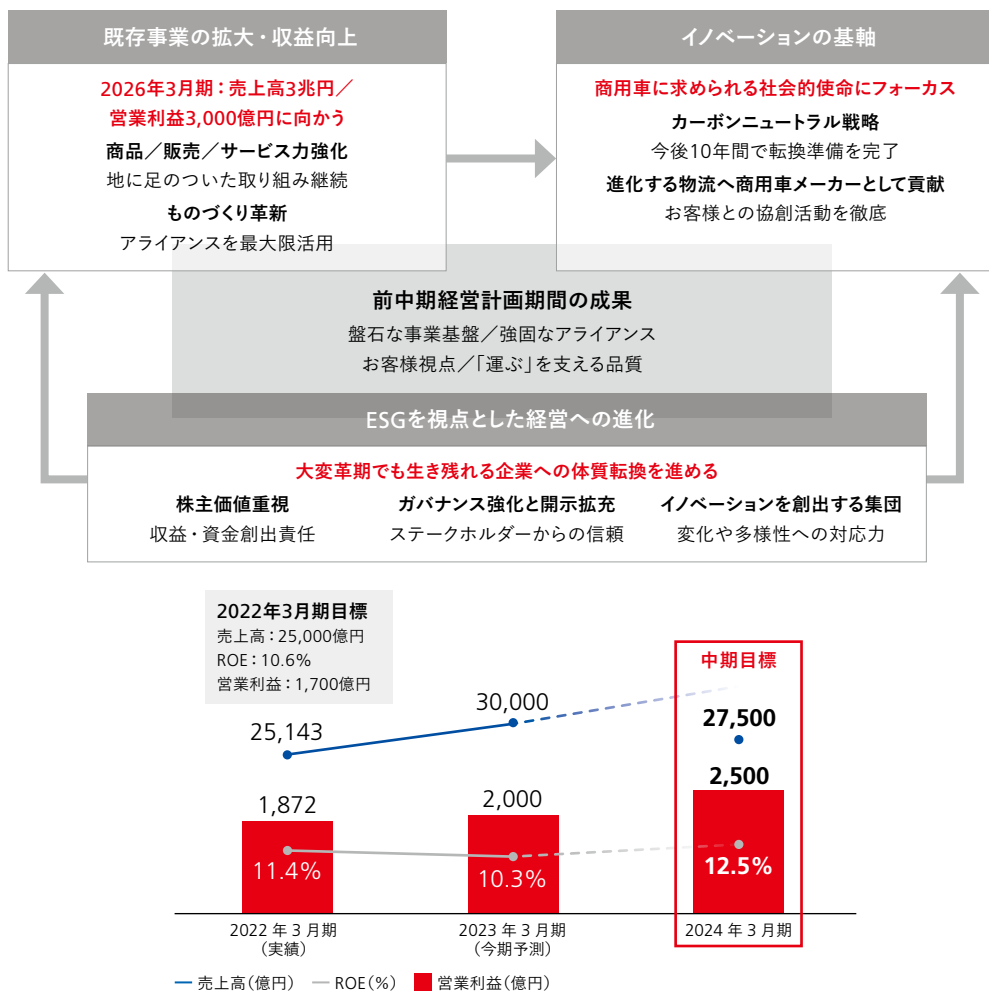 既存事業の拡大・収益向上
2026年3月期：売上高3兆円／
営業利益3,000億円に向かう
商品／販売／サービス力強化
地に足のついた取り組み継続
ものづくり革新
アライアンスを最大限活用
イノベーションの基軸
商用車に求められる社会的使命にフォーカス
カーボンニュートラル戦略
今後10年間で転換準備を完了
進化する物流へ商用車メーカーとして貢献
お客様との協創活動を徹底
前中期経営計画期間の成果
盤石な事業基盤／強固なアライアンス
お客様視点／「運ぶ」を支える品質
ESGを視点とした経営への進化
大変革期でも生き残れる企業への体質転換を進める
株主価値重視
収益・資金創出責任
ガバナンス強化と開示拡充
ステークホルダーからの信頼
イノベーションを創出する集団
変化や多様性への対応力
2022年3月期目標
売上高：25,000億円
ROE：10.6%
営業利益：1,700億円
中期目標
25,143
30,000
27,500
1,872
2,000
2,500
11.4%
10.3%
12.5%
2022年3月期
（実績）
2023年3月期
（今期予測）
2024年3月期
売上高（億円）
ROE（%）
営業利益（億円）